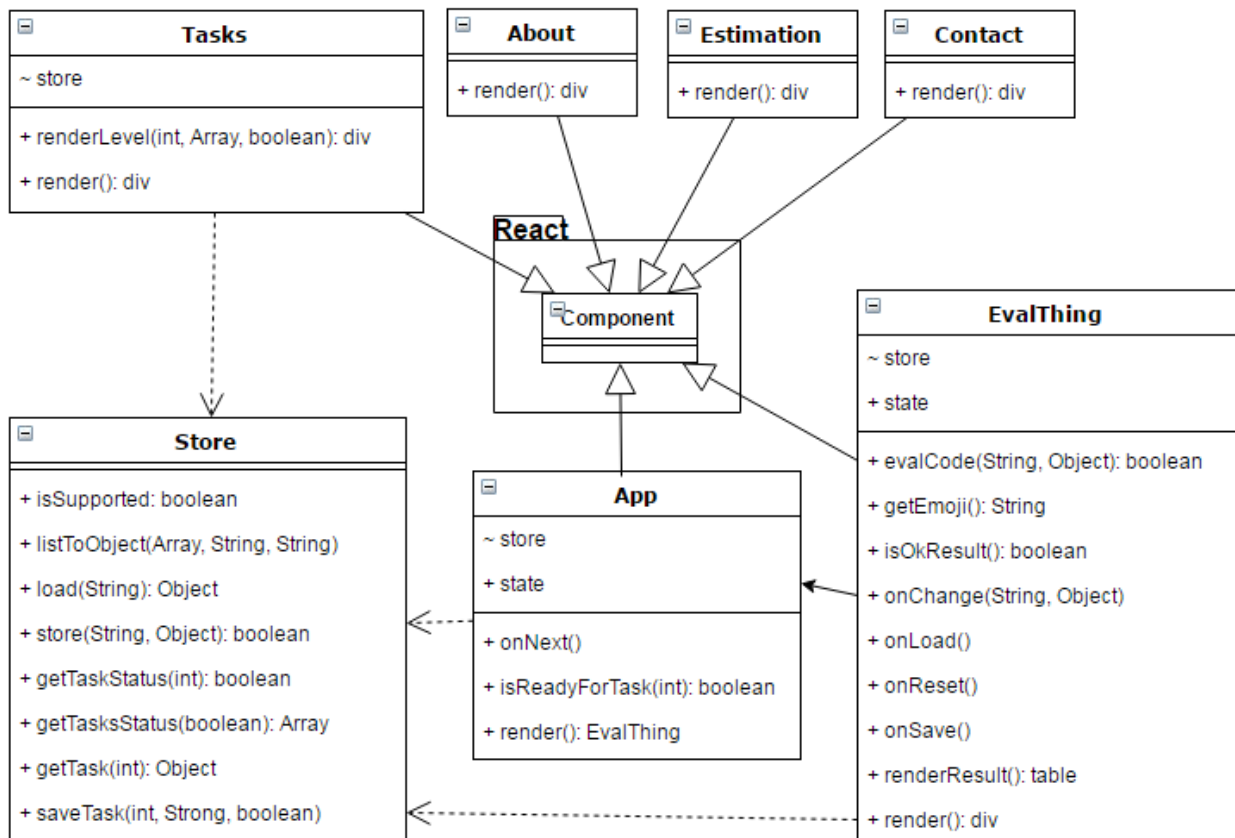 Tasks
~ store
+ renderLevel(int, Array, boolean): div
+ render(): div
About
+ render(): div
Estimation
+ render(): div
Contact
+ render(): div
React
Component
EvalThing
~ store
+ state
+ evalCode(String, Object): boolean
+ getEmoji(): String
+ isOkResult(): boolean
+ onChange(String, Object)
+ onLoad()
+ onReset()
+ onSave()
+ renderResult(): table
+ render(): div
Store
+ isSupported: boolean
+ listToObject(Array, String, String)
+ load(String): Object
+ store(String, Object): boolean
+ getTaskStatus(int): boolean
+ getTasksStatus(boolean): Array
+ getTask(int): Object
+ saveTask(int, Strong, boolean)
App
~ store
+ state
+ onNext()
+ isReadyForTask(int): boolean
+ render(): EvalThing